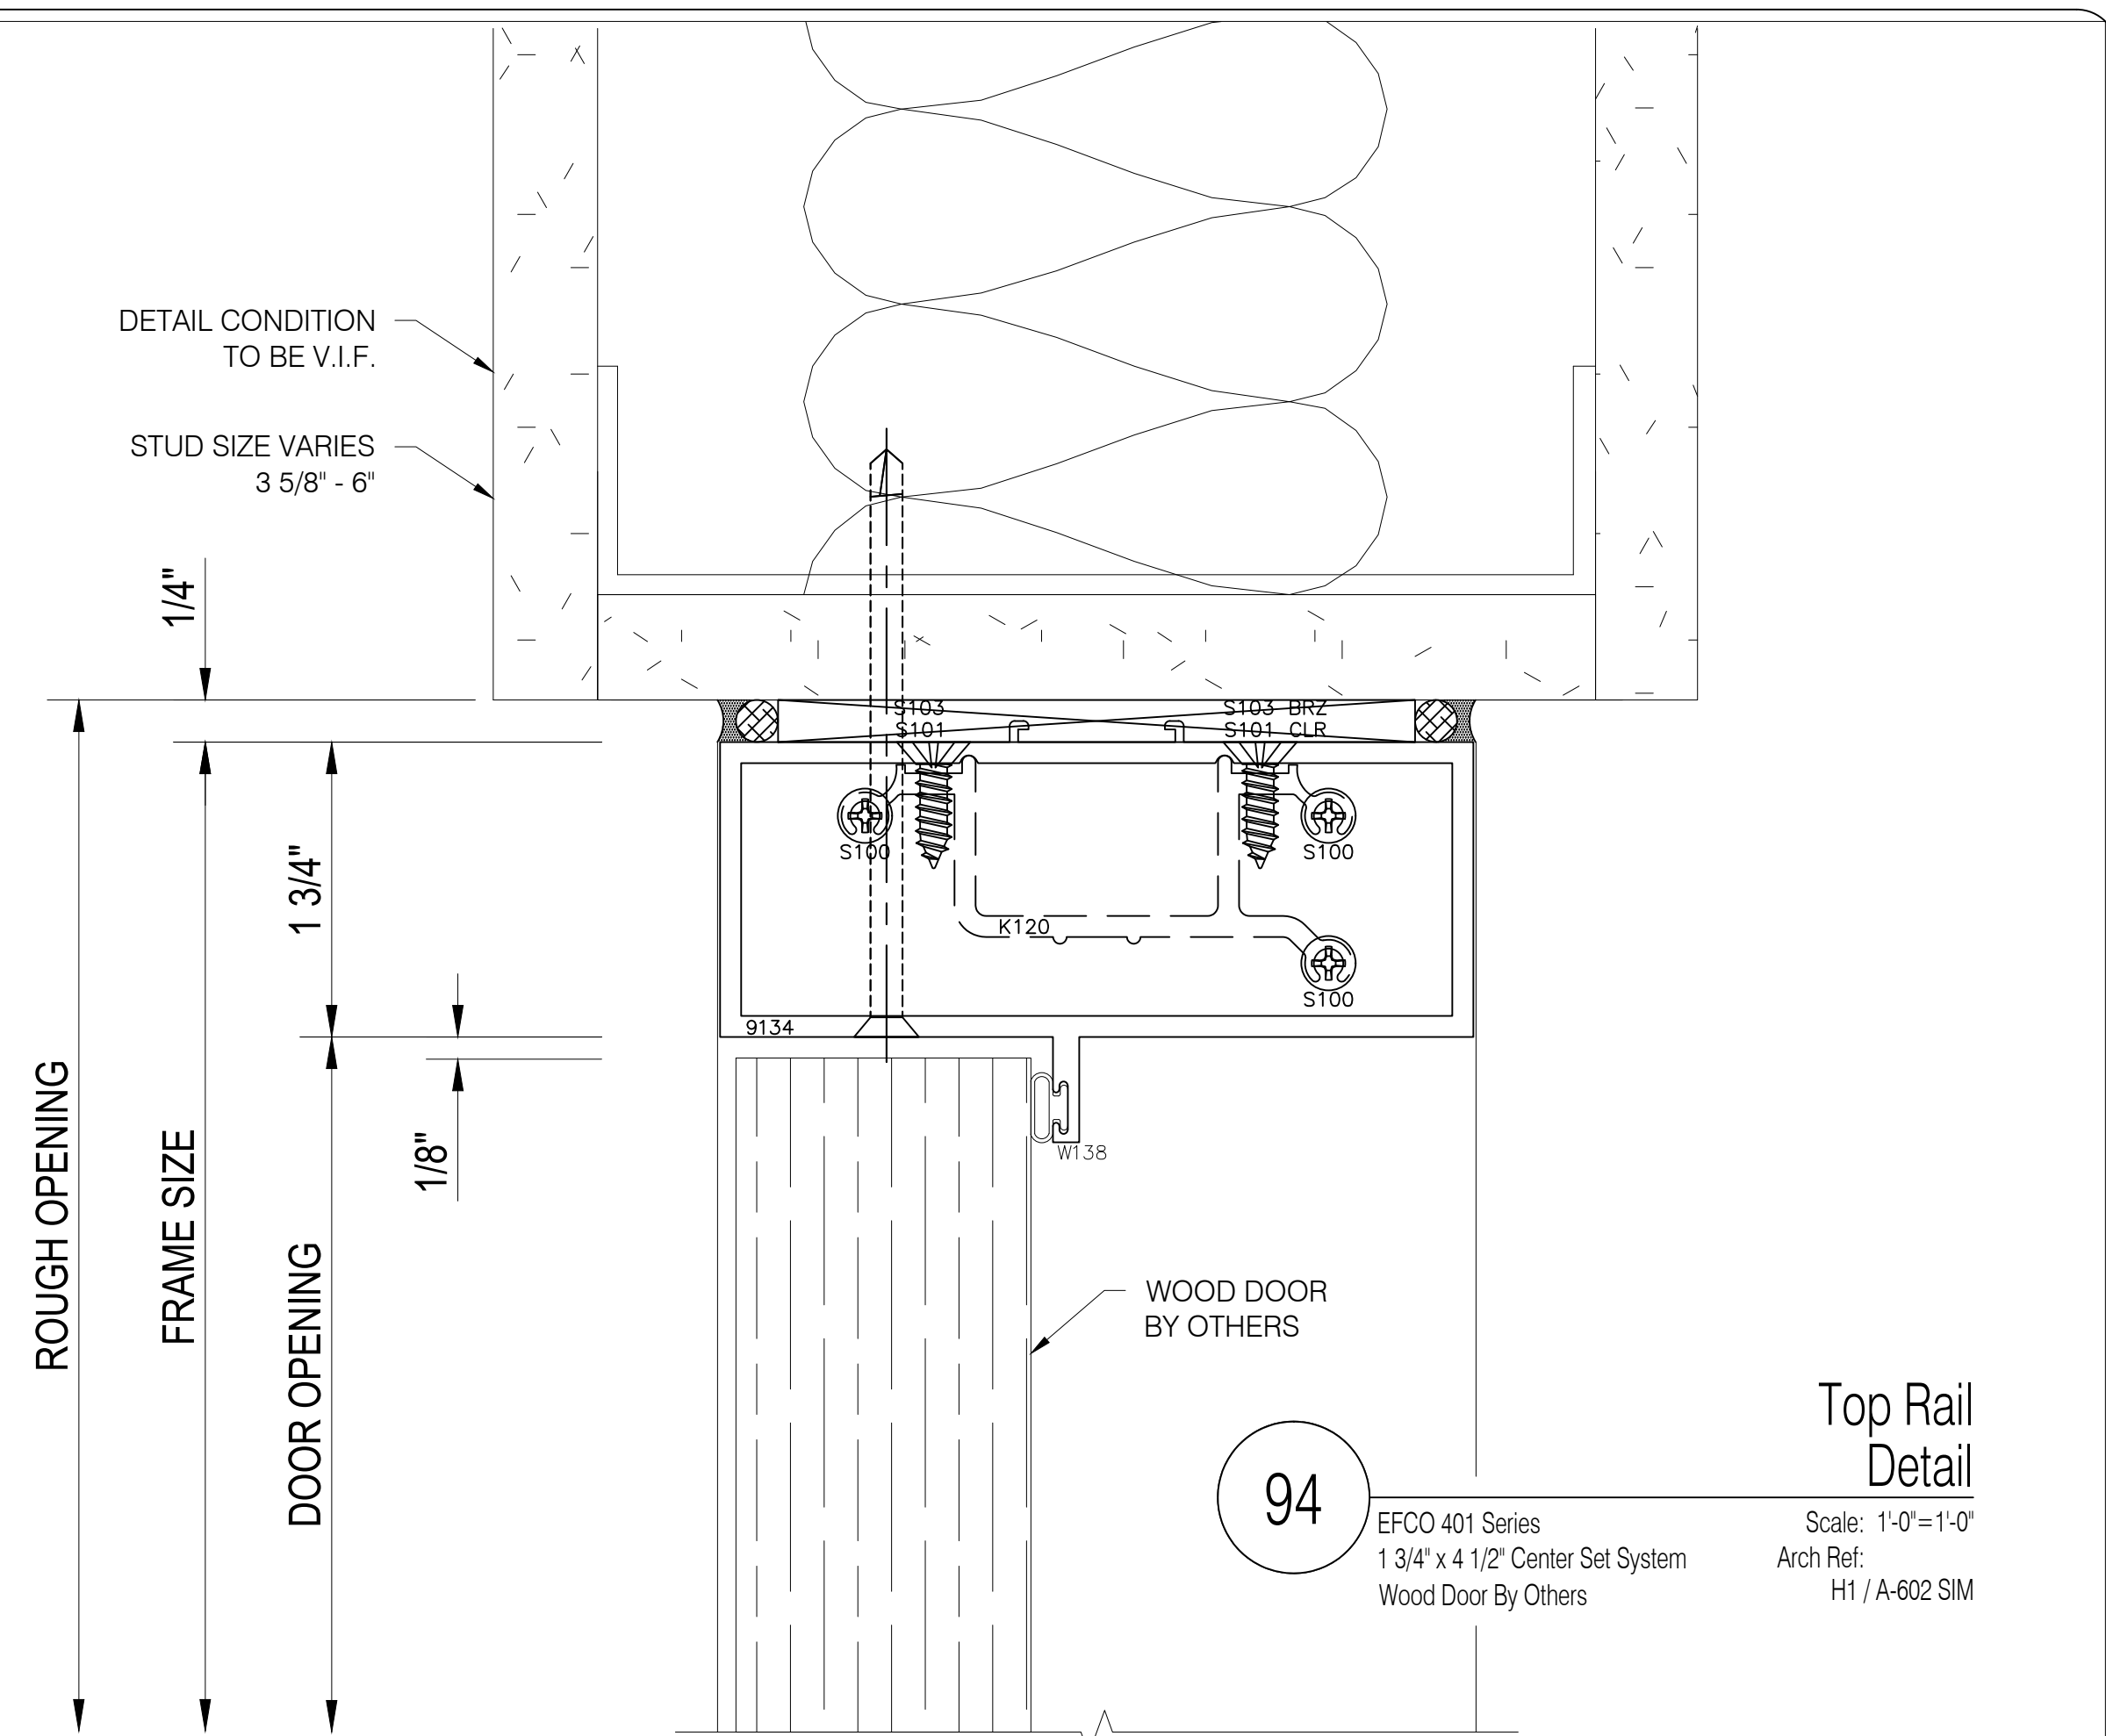 DETAIL CONDITION
TO BE V.I.F.
STUD SIZE VARIES
3 5/8" - 6"
1/4"
1 3/4"
1/8"
ROUGH OPENING
FRAME SIZE
DOOR OPENING
S103
S101
S103 BRZ
S101 CLR
S100
S100
K120
S100
9134
W138
WOOD DOOR
BY OTHERS
94
Top Rail
Detail
EFCO 401 Series
1 3/4" x 4 1/2" Center Set System
Wood Door By Others
Scale: 1'-0"=1'-0"
Arch Ref:
H1 / A-602 SIM